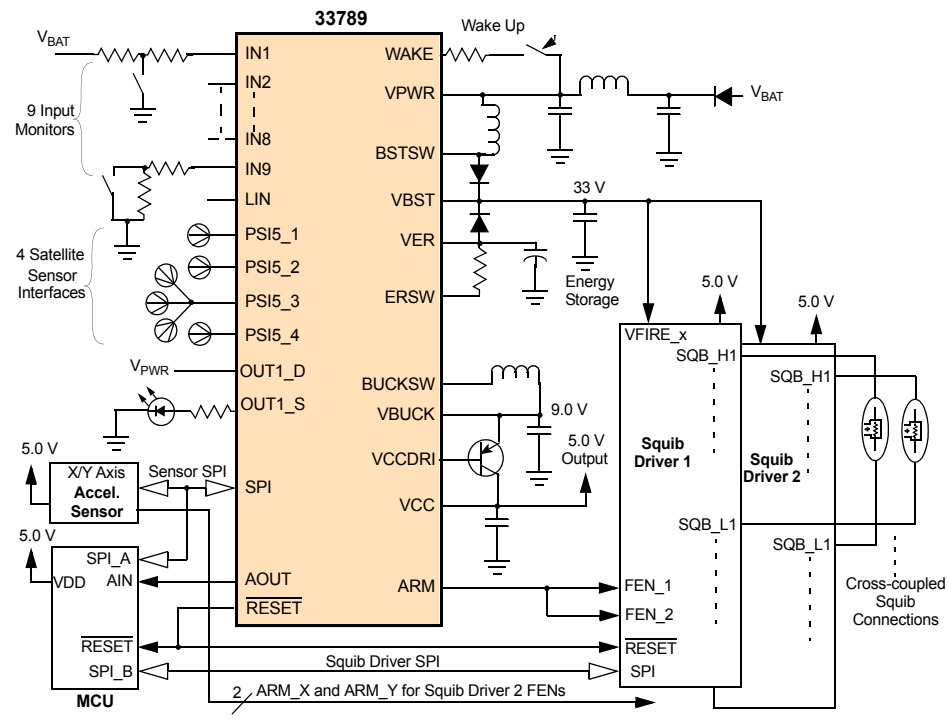 33789
V_BAT
Wake Up
IN1
WAKE
IN2
VPWR
V_BAT
9 Input
Monitors
IN8
BSTSW
IN9
33 V
LIN
VBST
PSI5_1
VER
4 Satellite
Sensor
Interfaces
PSI5_2
Energy
Storage
PSI5_3
ERSW
5.0 V
5.0 V
PSI5_4
VFIRE_x
SQB_H1
V_PWR
OUT1_D
BUCKSW
SQB_H1
OUT1_S
VBUCK
9.0 V
5.0 V
Output
Squib
Driver 1
Squib
Driver 2
5.0 V
VCCDRI
X/Y Axis
Accel.
Sensor
Sensor SPI
SPI
VCC
SQB_L1
5.0 V
SQB_L1
SPI_A
VDD
AIN
AOUT
ARM
FEN_1
Cross-coupled
Squib
Connections
RESET
FEN_2
RESET
RESET
SPI_B
Squib Driver SPI
SPI
MCU
2
ARM_X and ARM_Y for Squib Driver 2 FENs